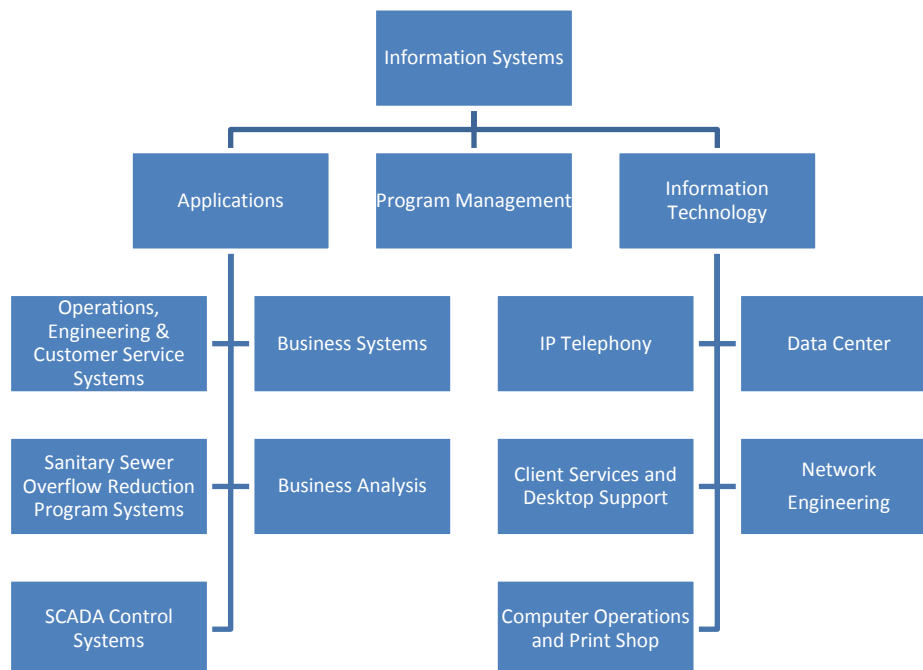 Information Systems
Applications
Program Management
Information
Technology
Operations,
Engineering &
Customer Service
Systems
Business Systems
IP Telephony
Data Center
Sanitary Sewer
Overflow Reduction
Program Systems
Business Analysis
Client Services and
Desktop Support
Network
Engineering
SCADA Control
Systems
Computer Operations
and Print Shop